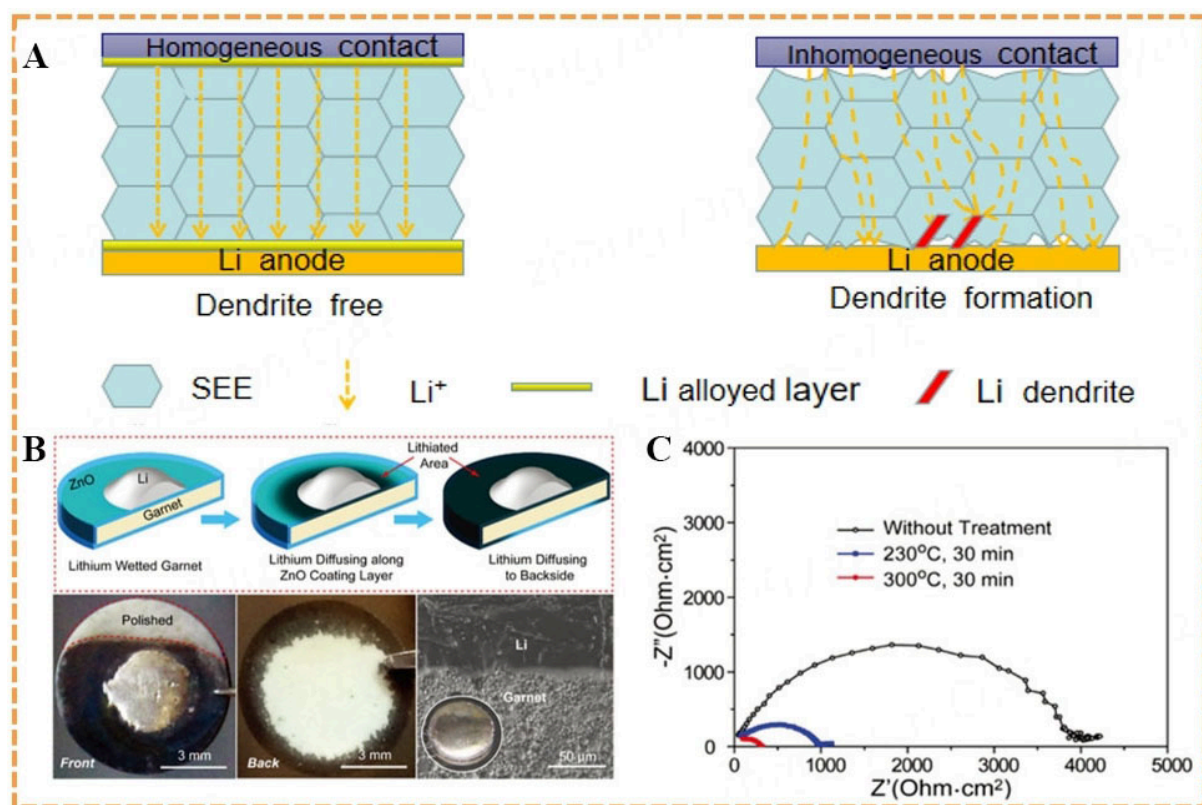 A
Homogeneous contact
Li anode
Dendrite free
Inhomogeneous contact
Li anode
Dendrite formation
SEE
Li⁺
Li alloyed layer
Li dendrite
B
ZnO
Li
Garnet
Lithium Wetted Garnet
Lithiated
Area
Lithium Diffusing along
ZnO Coating Layer
Lithium Diffusing
to Backside
Polished
Front
3 mm
Back
3 mm
Li
Garnet
50 μm
C
-Z"(Ohm·cm²)
4000
3000
2000
1000
0
Without Treatment
230°C, 30 min
300°C, 30 min
0
1000
2000
3000
4000
5000
Z'(Ohm·cm²)